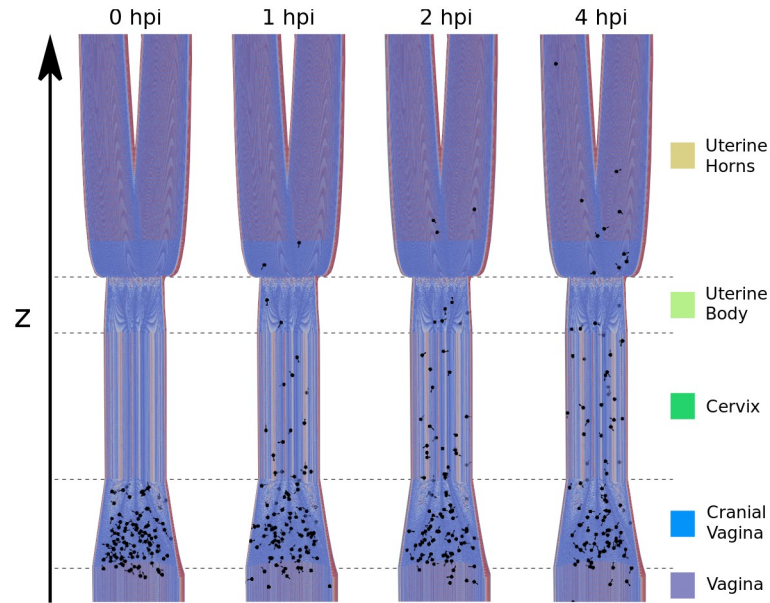 0 hpi 1 hpi 2 hpi 4 hpi
Uterine
Horns
Uterine
Body
z
Cervix
Cranial
Vagina
Vagina